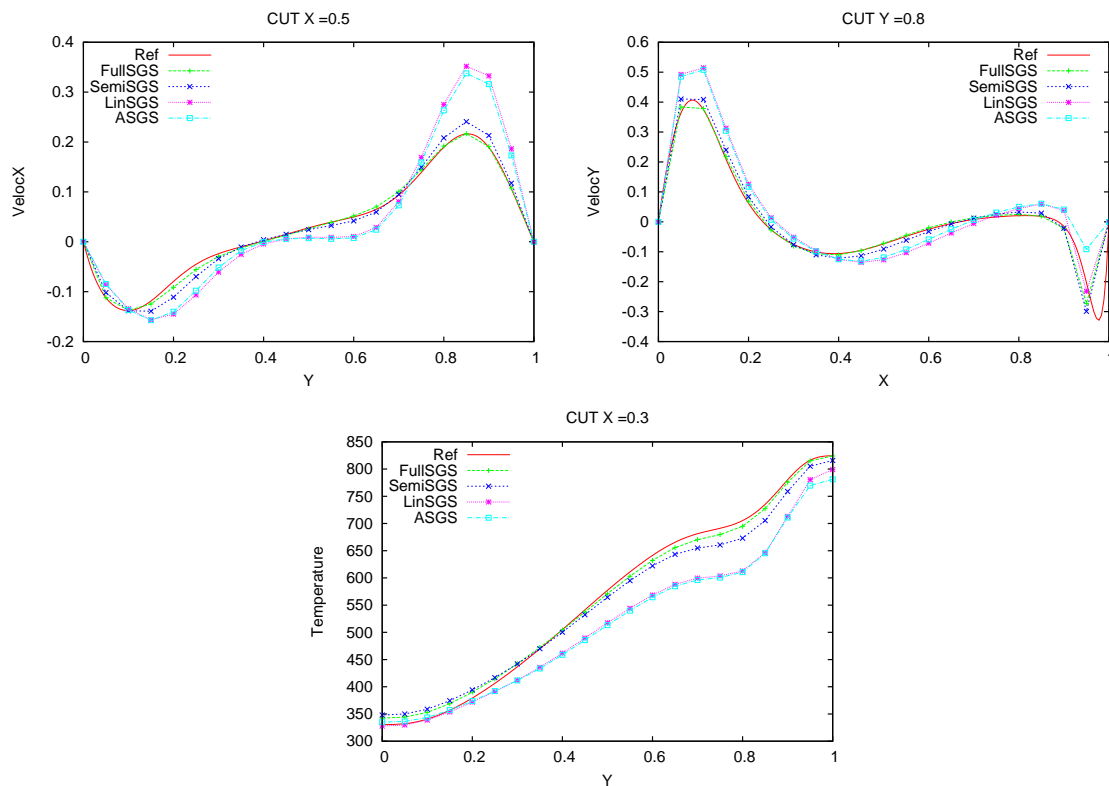 CUT X =0.5
0.4
0.3
0.2
0.1
0
-0.1
-0.2
VelocX
Ref
FullSGS
SemiSGS
LinSGS
ASGS
0 0.2 0.4 0.6 0.8 1
Y
CUT Y =0.8
0.6
0.5
0.4
0.3
0.2
0.1
0
-0.1
-0.2
-0.3
-0.4
VelocY
Ref
FullSGS
SemiSGS
LinSGS
ASGS
0 0.2 0.4 0.6 0.8 1
X
CUT X =0.3
850
800
750
700
650
600
550
500
450
400
350
300
Temperature
Ref
FullSGS
SemiSGS
LinSGS
ASGS
0 0.2 0.4 0.6 0.8 1
Y